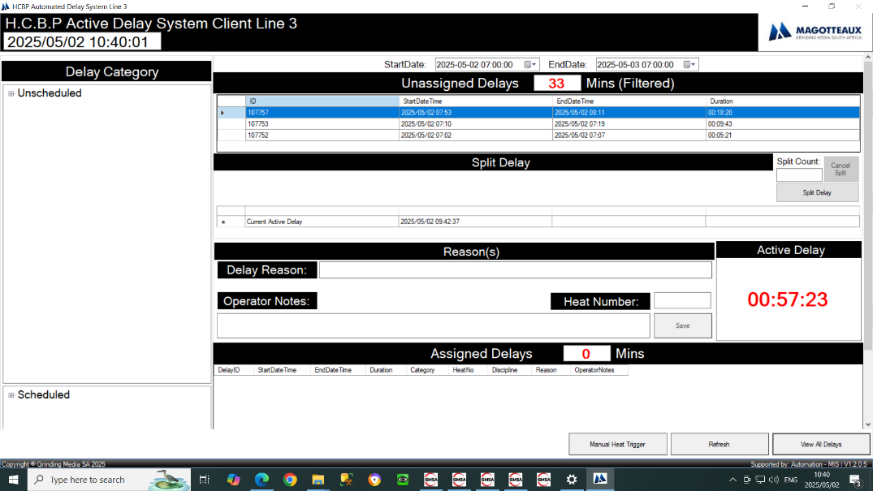 HCBP Automated Delay System Line 3
H.C.B.P Active Delay System Client Line 3
2025/05/02 10:40:01
MAGOTTEAUX
GRINDING MEDIA SOUTH AFRICA
StartDate: 2025-05-02 07:00:00 EndDate: 2025-05-03 07:00:00
Delay Category
Unassigned Delays 33 Mins (Filtered)
Unscheduled
ID StartDateTime EndDateTime Duration
107757 2025/05/02 07:53 2025/05/02 08:11 00:18:20
107753 2025/05/02 07:10 2025/05/02 07:19 00:09:43
107752 2025/05/02 07:02 2025/05/02 07:07 00:05:21
Split Delay
Split Count:
Cancel Split
Split Delay
Current Active Delay 2025/05/02 09:42:37
Reason(s)
Active Delay
Delay Reason:
00:57:23
Operator Notes:
Heat Number:
Save
Assigned Delays 0 Mins
DelayID StartDateTime EndDateTime Duration Category HeatNo Discipline Reason OperatorNotes
Scheduled
Manual Heat Trigger Refresh View All Delays
Copyright © Grinding Media SA 2025 Supported by: Automation - MIS | V1.2.0.5
Type here to search
GMSA GMSA GMSA GMSA GMSA
ENG
10:40
2025/05/02
3